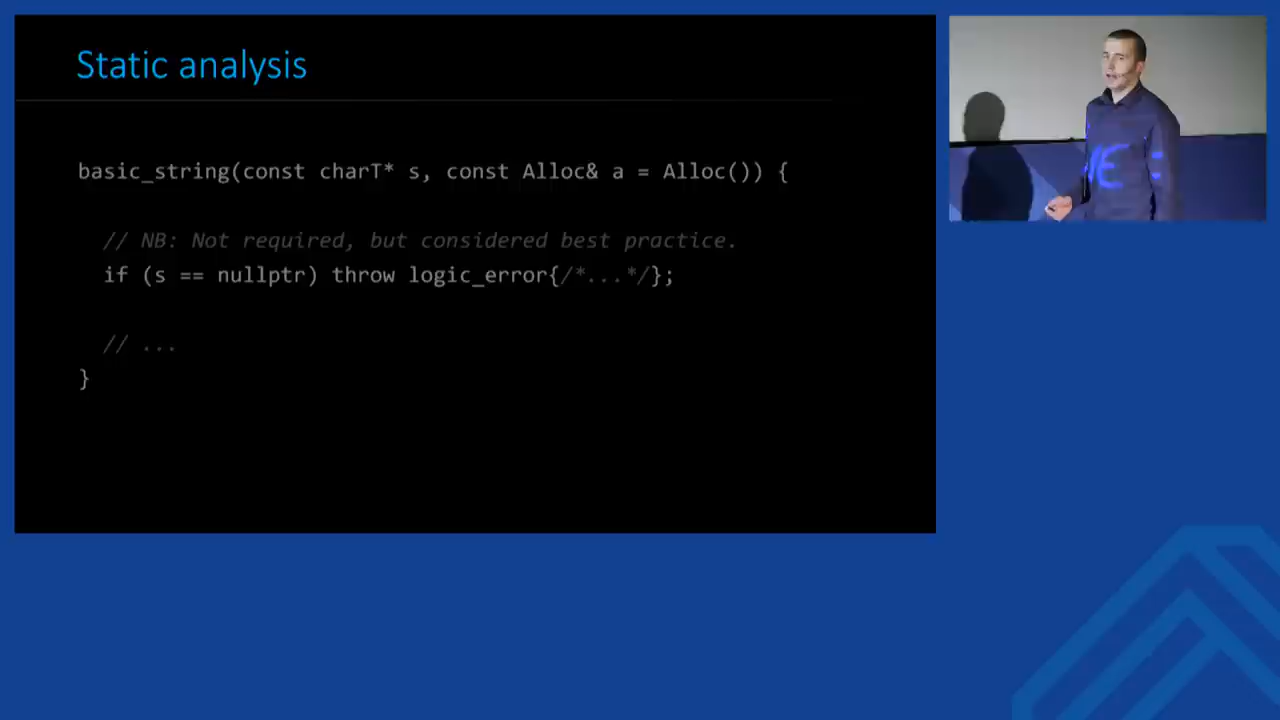 Static analysis
basic_string(const charT* s, const Alloc& a = Alloc()) {
// NB: Not required, but considered best practice.
if (s == nullptr) throw logic_error{/*...*/};
// ...
}